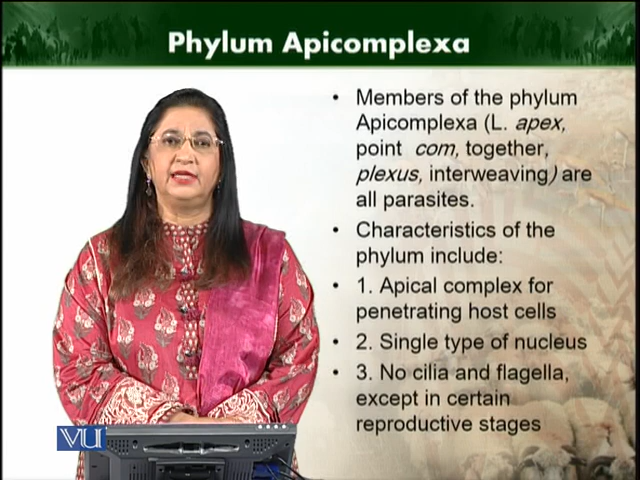 Phylum Apicomplexa
• Members of the phylum
Apicomplexa (L. apex,
point com, together,
plexus, interweaving) are
all parasites.
• Characteristics of the
phylum include:
• 1. Apical complex for
penetrating host cells
• 2. Single type of nucleus
• 3. No cilia and flagella,
except in certain
reproductive stages
VU